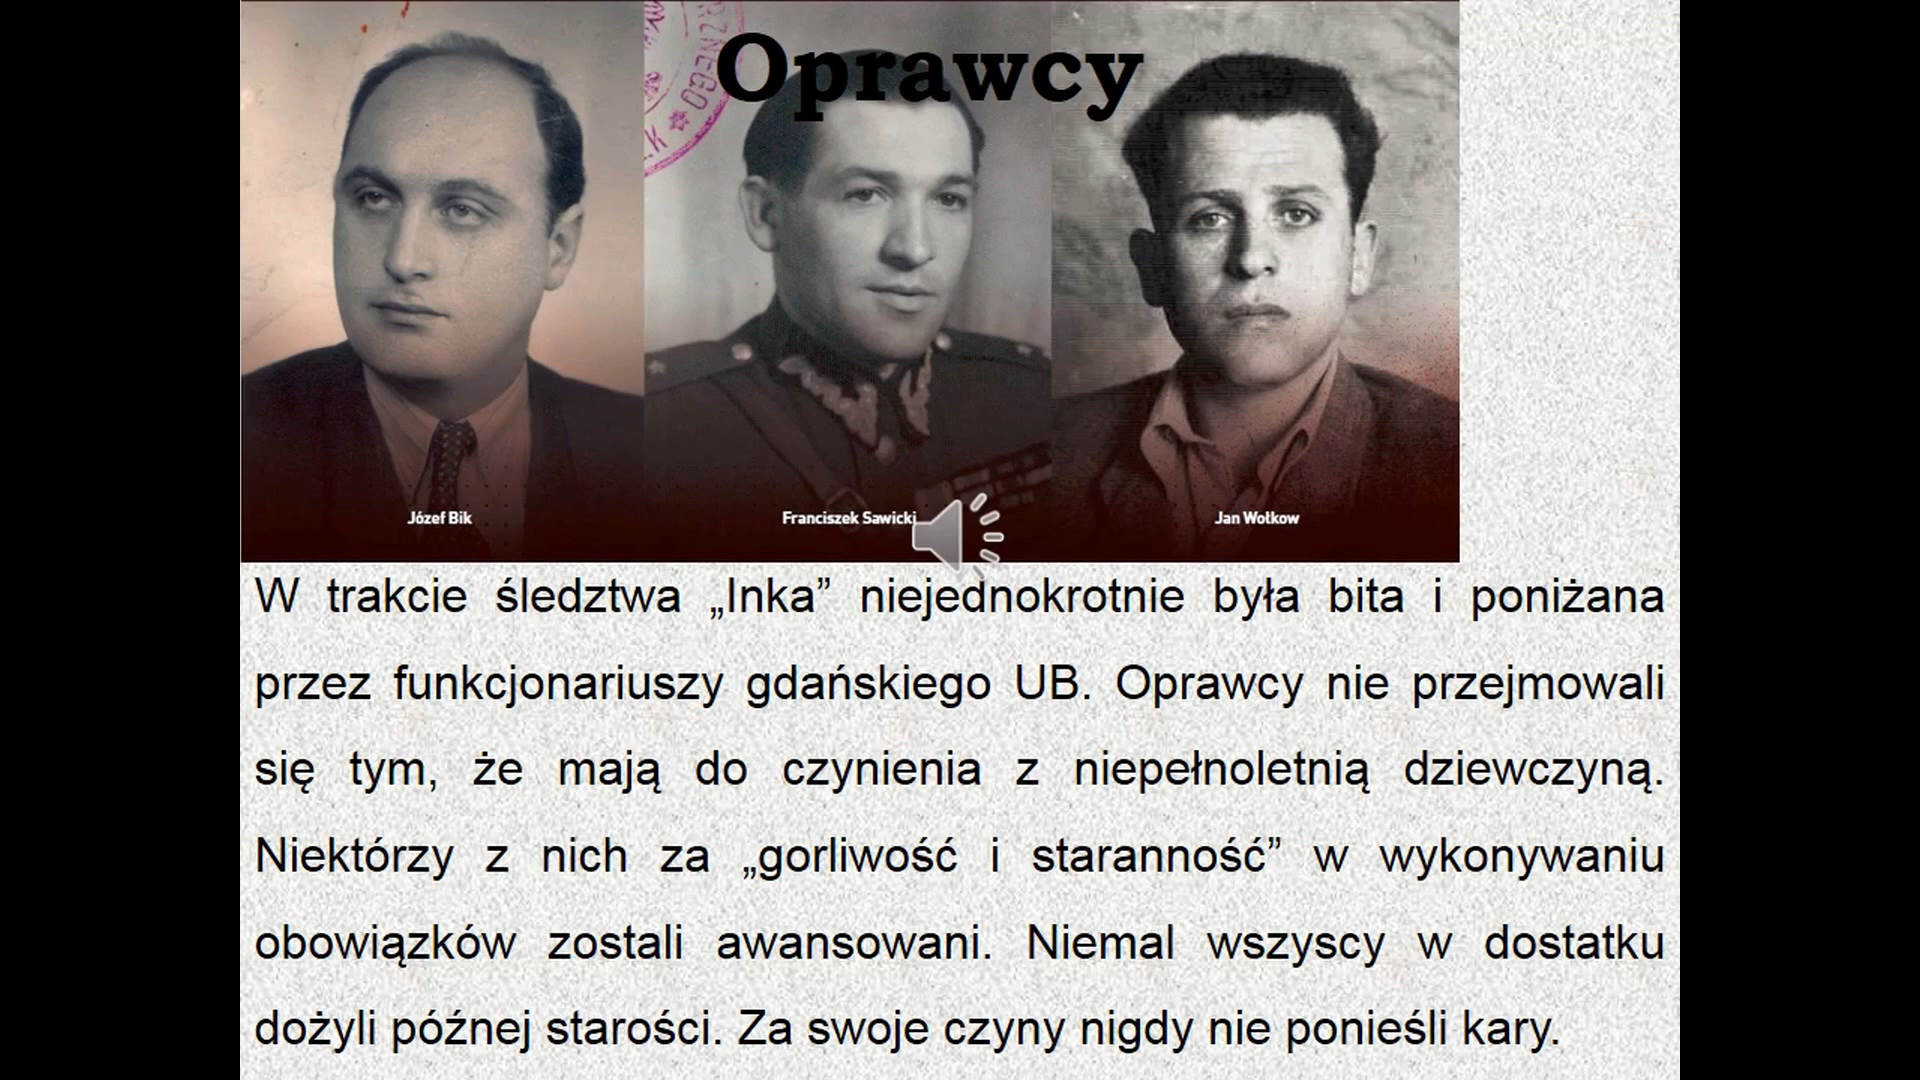 Oprawcy
RZNEGO
Józef Bik
Franciszek Sawicki
Jan Wołkow
W trakcie śledztwa „Inka” niejednokrotnie była bita i poniżana
przez funkcjonariuszy gdańskiego UB. Oprawcy nie przejmowali
się tym, że mają do czynienia z niepełnoletnią dziewczyną.
Niektórzy z nich za „gorliwość i staranność” w wykonywaniu
obowiązków zostali awansowani. Niemal wszyscy w dostatku
dożyli późnej starości. Za swoje czyny nigdy nie ponieśli kary.